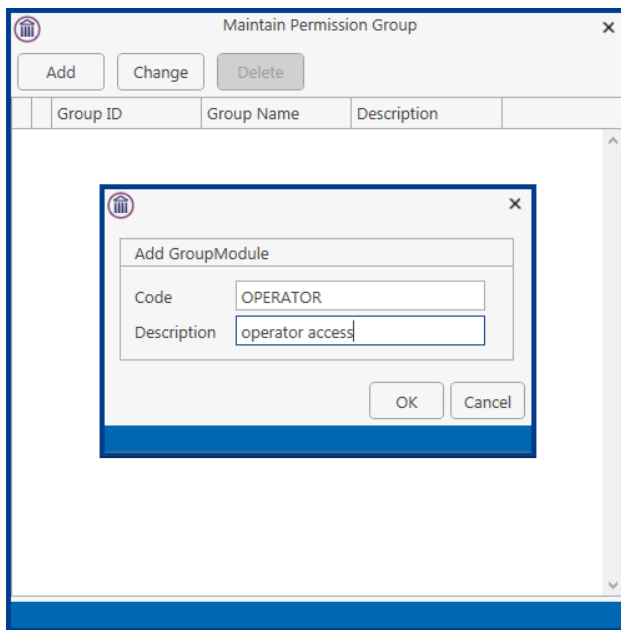 Maintain Permission Group
Add Change Delete
Group ID Group Name Description
Add GroupModule
Code OPERATOR
Description operator access
OK Cancel